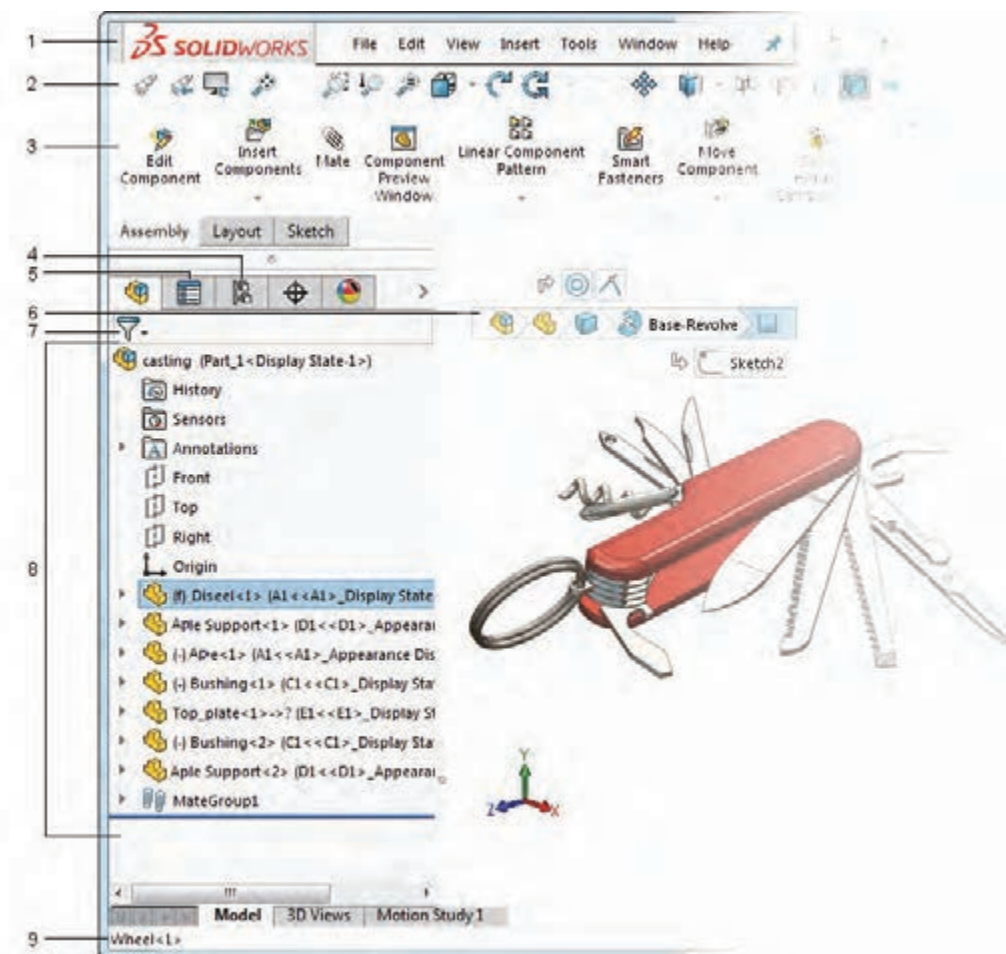 1
SOLIDWORKS File Edit View Insert Tools Window Help
2
3
Edit Component
Insert Components
Mate
Component Preview Window
Linear Component Pattern
Smart Fasteners
Move Component
Assembly Layout Sketch
4
5
6
Base-Revolve
7
Sketch2
casting (Part_1<Display State-1>)
History
Sensors
Annotations
Front
Top
Right
Origin
8
(f) Diseel<1> (A1<<A1>_Display State
Aple Support<1> (D1<<D1>_Appearan
(-) Ape<1> (A1<<A1>_Appearance Dis
(-) Bushing<1> (C1<<C1>_Display Sta
Top_plate<1>->? (E1<<E1>_Display St
(-) Bushing<2> (C1<<C1>_Display Sta
Aple Support<2> (D1<<D1>_Appearan
MateGroup1
Y
Z X
Model 3D Views Motion Study 1
9
Wheel<1>